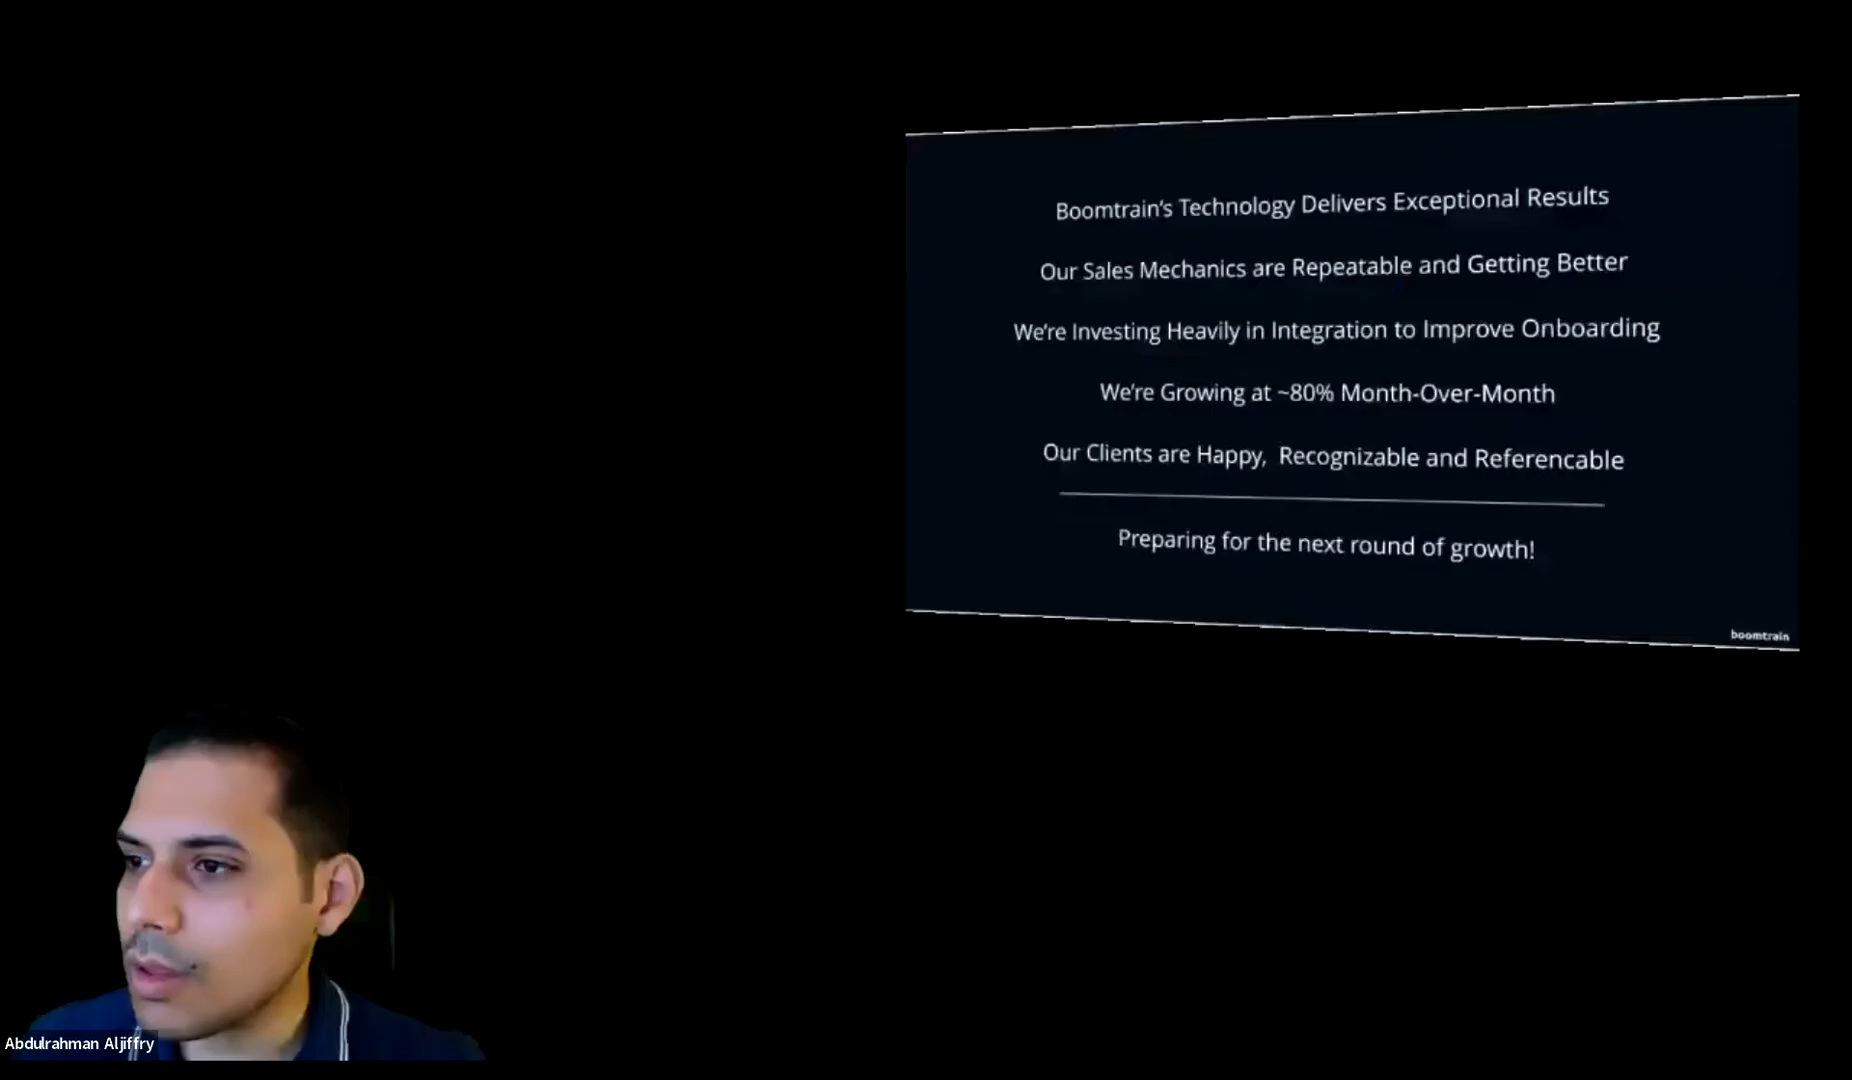 Boomtrain's Technology Delivers Exceptional Results
Our Sales Mechanics are Repeatable and Getting Better
We're Investing Heavily in Integration to Improve Onboarding
We're Growing at ~80% Month-Over-Month
Our Clients are Happy,  Recognizable and Referencable
Preparing for the next round of growth!
boomtrain
Abdulrahman Aljiffry